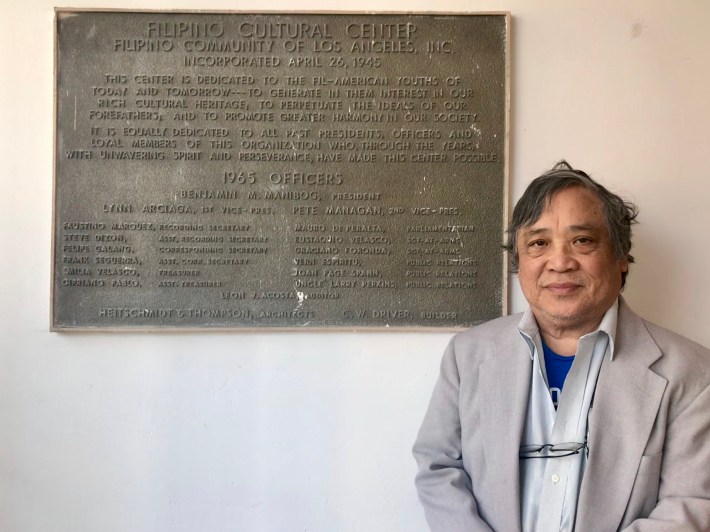 FILIPINO CULTURAL CENTER
FILIPINO COMMUNITY OF LOS ANGELES, INC.
INCORPORATED APRIL 26, 1945
THIS CENTER IS DEDICATED TO THE FIL-AMERICAN YOUTHS OF
TODAY AND TOMORROW---TO GENERATE IN THEM INTEREST IN OUR
RICH CULTURAL HERITAGE; TO PERPETUATE THE IDEALS OF OUR
FOREFATHERS; AND TO PROMOTE GREATER HARMONY IN OUR SOCIETY.
IT IS EQUALLY DEDICATED TO ALL PAST PRESIDENTS, OFFICERS AND
LOYAL MEMBERS OF THIS ORGANIZATION WHO, THROUGH THE YEARS,
WITH UNWAVERING SPIRIT AND PERSEVERANCE, HAVE MADE THIS CENTER POSSIBLE.
1965 OFFICERS
BENJAMIN M. MANIBOG, PRESIDENT
LYNN ARCIAGA, 1ST VICE-PRES. PETE MANAGAN, 2ND VICE-PRES.
FAUSTINO MARQUEZ, RECORDING SECRETARY MAURO DE PERALTA, PARLIAMENTARIAN
STEVE DIZON, ASST. RECORDING SECRETARY EUSTAQUIO VELASCO, SGT-AT-ARMS
FELIPE GALANG, CORRESPONDING SECRETARY GRACIANO FORONDA, SGT-AT-ARMS
FRANK SEGUERRA, ASST. CORR. SECRETARY VENN ESPIRITU, PUBLIC RELATIONS
EMILIA VELASCO, TREASURER JOAN PAGE SPANN, PUBLIC RELATIONS
CIPRIANO PABLO, ASST. TREASURER UNCLE LARRY PERKINS, PUBLIC RELATIONS
LEON V. ACOSTA, AUDITOR
HEITSCHMIDT & THOMPSON, ARCHITECTS C. W. DRIVER, BUILDER